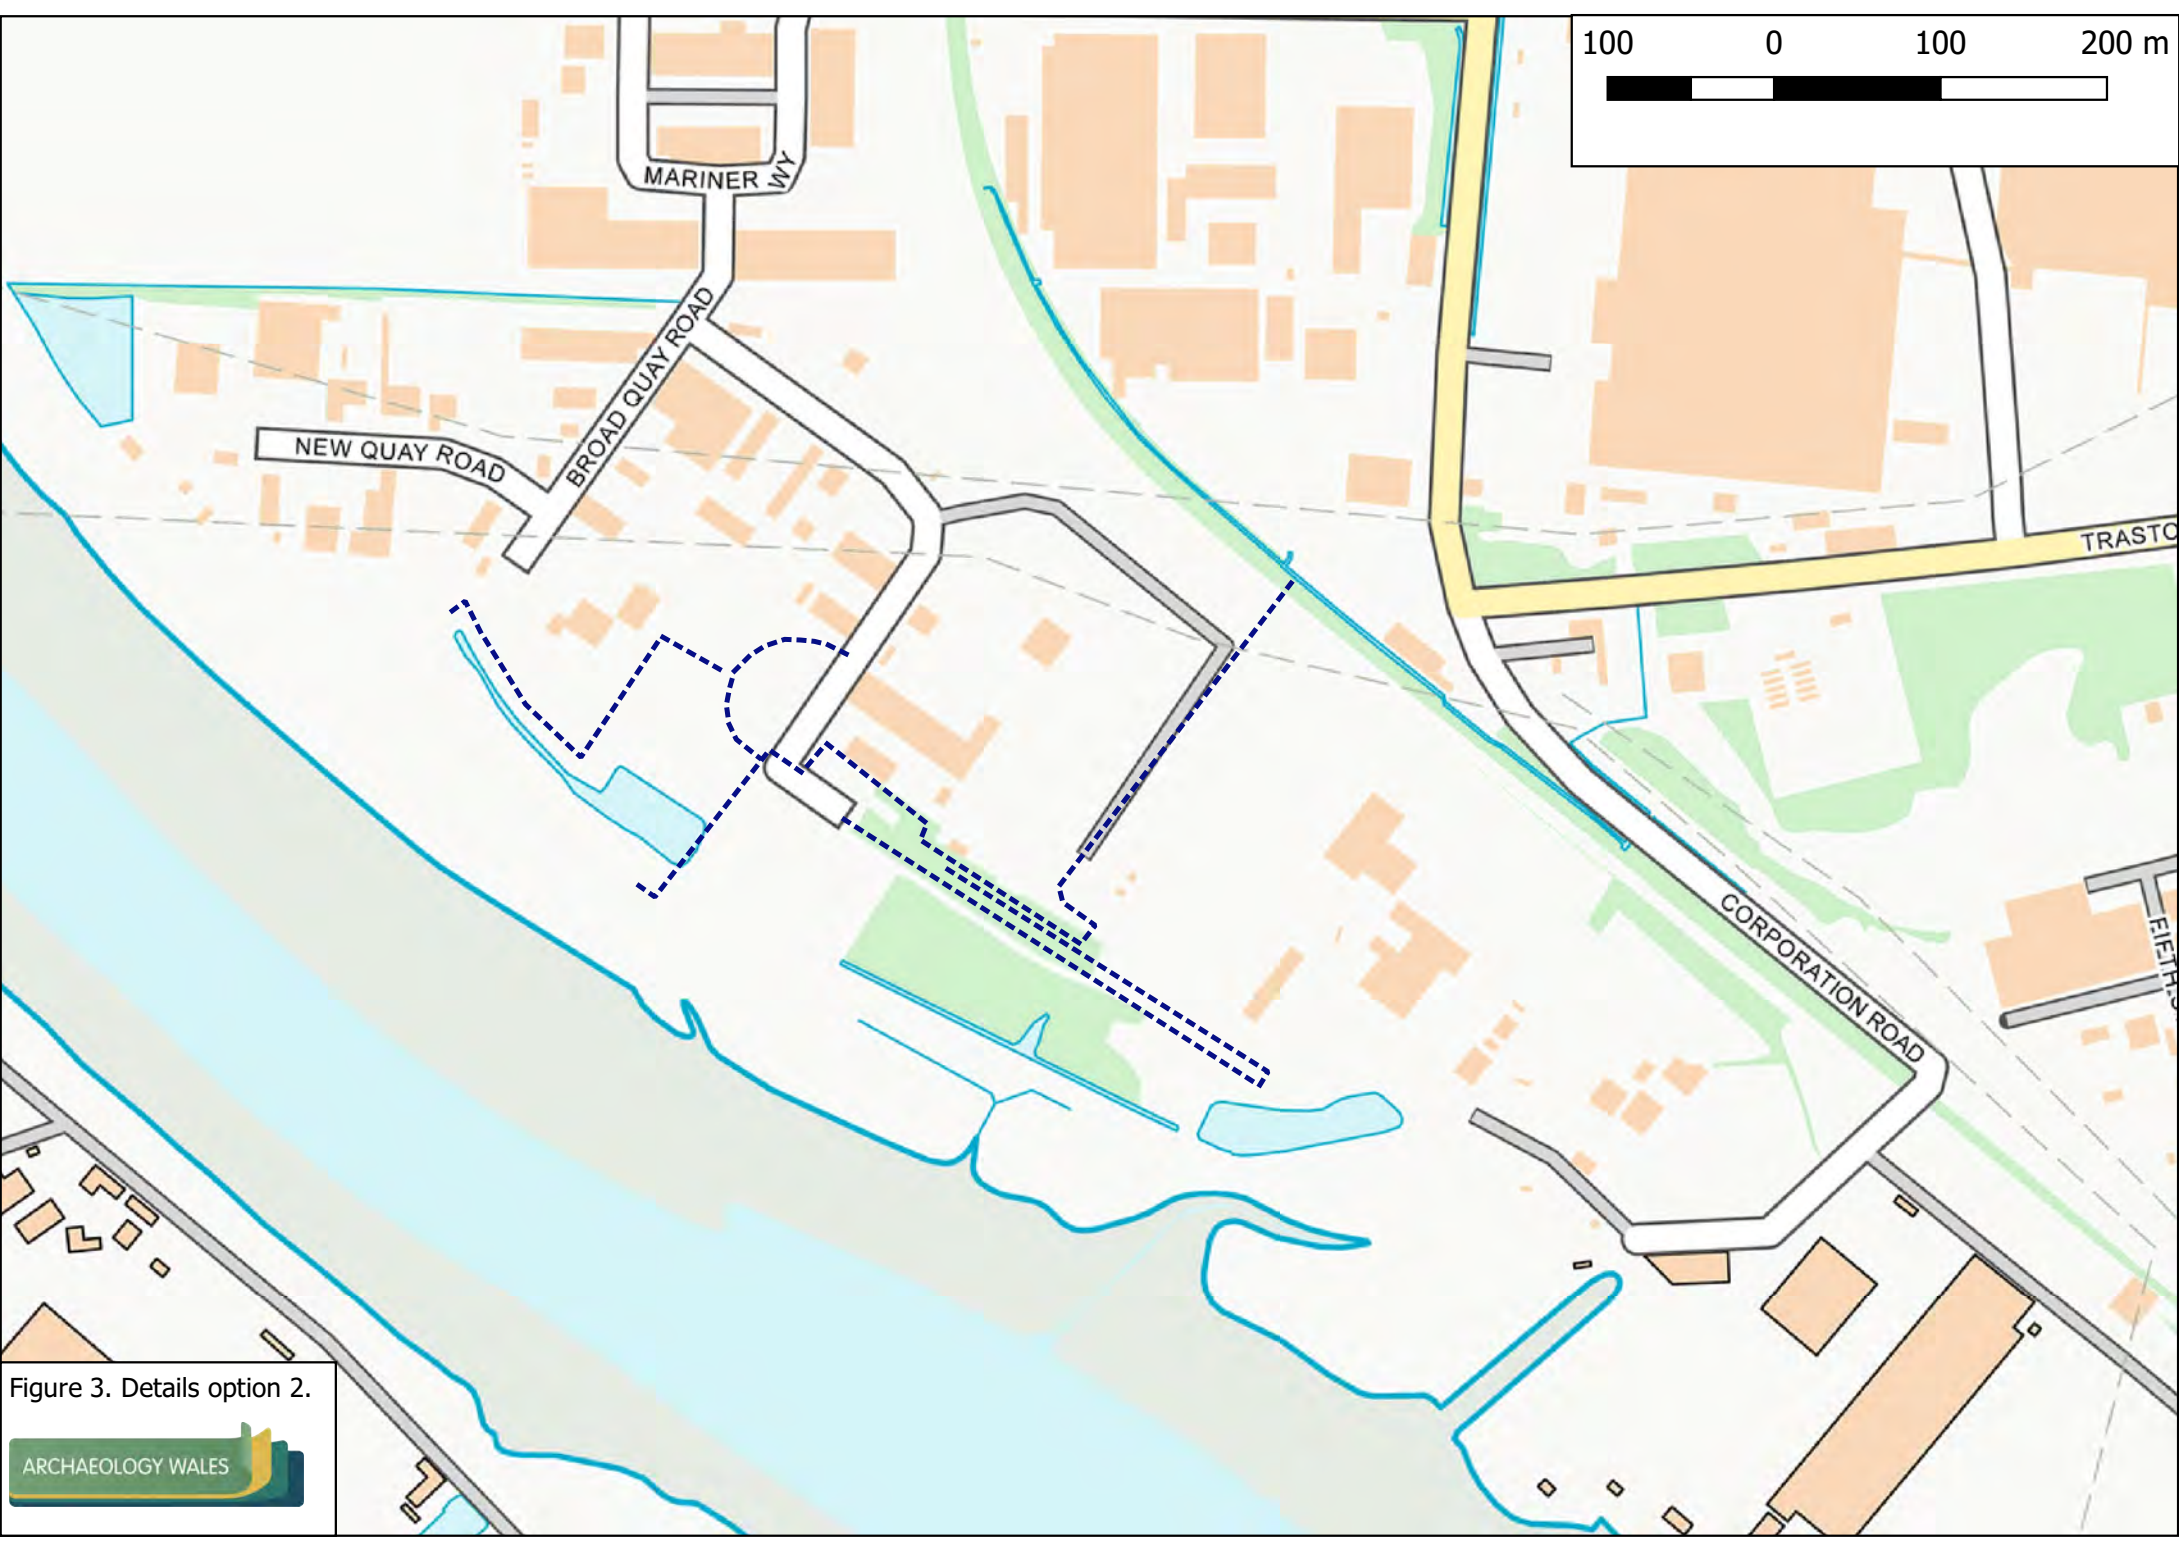 100 0 100 200 m
MARINER WY
BROAD QUAY ROAD
NEW QUAY ROAD
TRASTO
CORPORATION ROAD
Figure 3. Details option 2.
ARCHAEOLOGY WALES